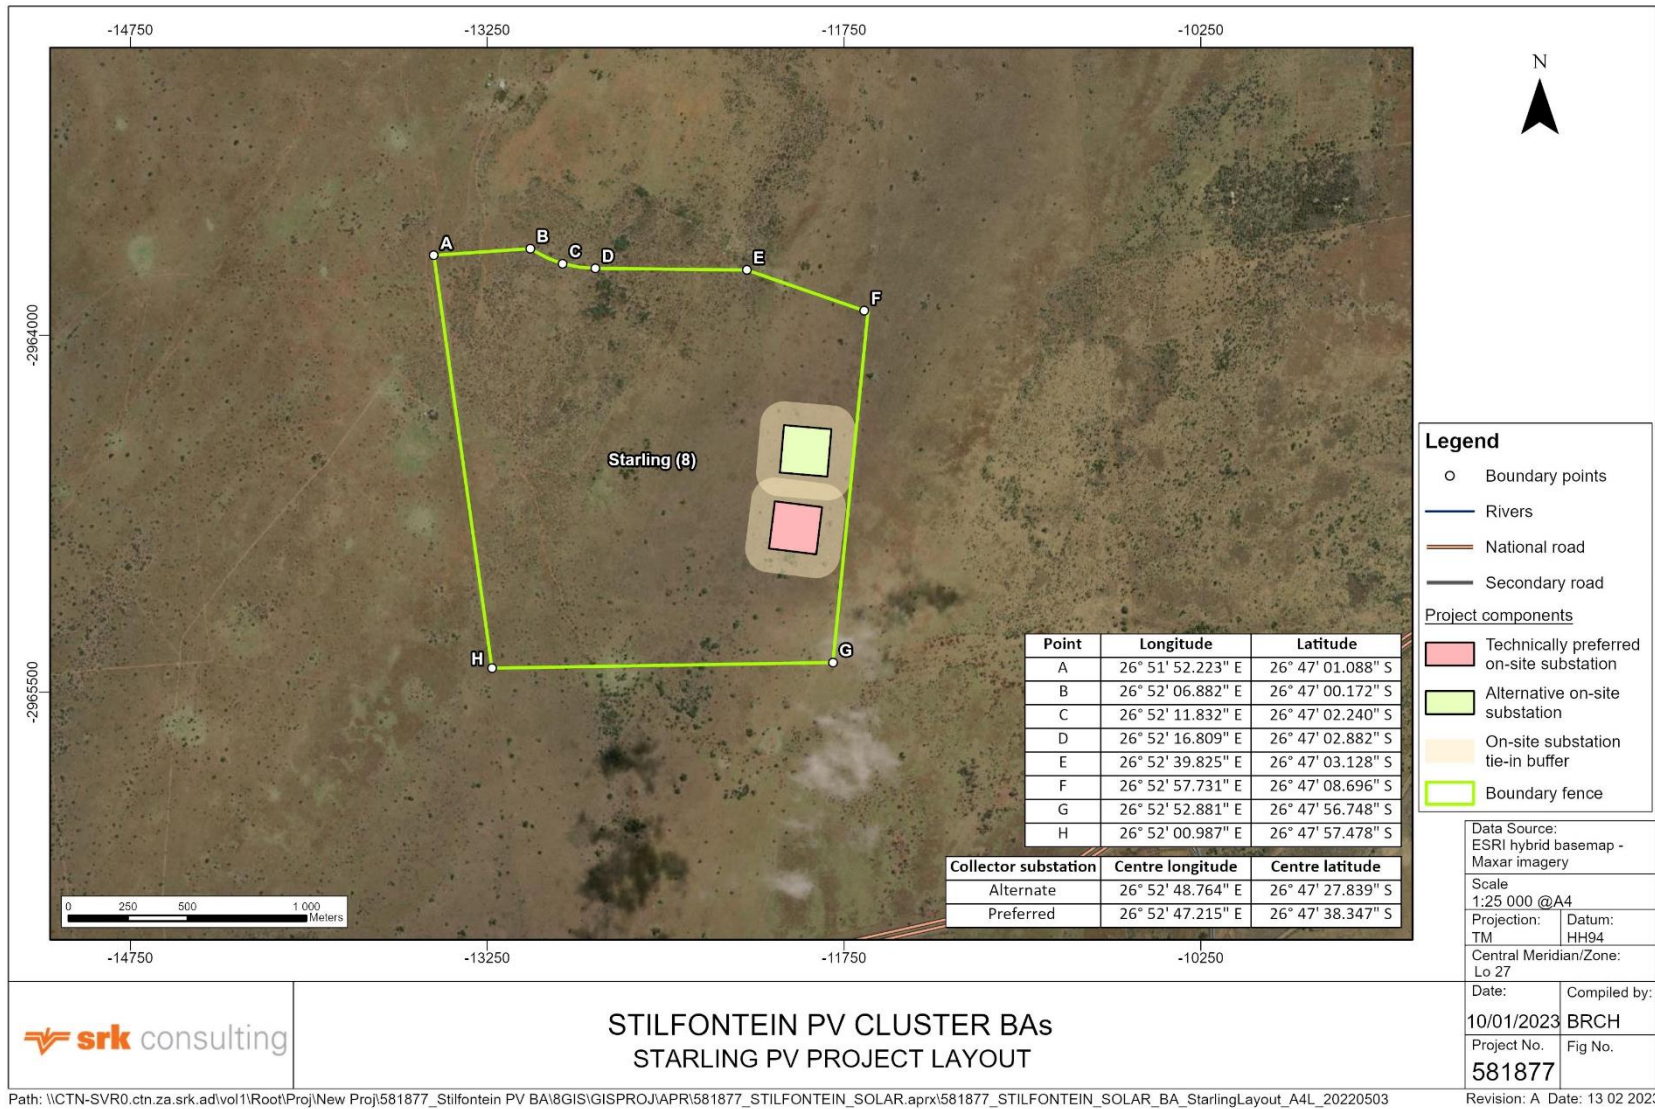 -14750 -13250 -11750 -10250
N
-2964000
-2965500
A
B
C
D
E
F
G
H
Starling (8)
Point Longitude Latitude
A 26° 51' 52.223" E 26° 47' 01.088" S
B 26° 52' 06.882" E 26° 47' 00.172" S
C 26° 52' 11.832" E 26° 47' 02.240" S
D 26° 52' 16.809" E 26° 47' 02.882" S
E 26° 52' 39.825" E 26° 47' 03.128" S
F 26° 52' 57.731" E 26° 47' 08.696" S
G 26° 52' 52.881" E 26° 47' 56.748" S
H 26° 52' 00.987" E 26° 47' 57.478" S
Collector substation Centre longitude Centre latitude
Alternate 26° 52' 48.764" E 26° 47' 27.839" S
Preferred 26° 52' 47.215" E 26° 47' 38.347" S
0 250 500 1 000
Meters
-14750 -13250 -11750 -10250
Legend
Boundary points
Rivers
National road
Secondary road
Project components
Technically preferred
on-site substation
Alternative on-site
substation
On-site substation
tie-in buffer
Boundary fence
Data Source:
ESRI hybrid basemap -
Maxar imagery
Scale
1:25 000 @A4
Projection: Datum:
TM HH94
Central Meridian/Zone:
Lo 27
Date: Compiled by:
10/01/2023 BRCH
Project No. Fig No.
581877
srk consulting
STILFONTEIN PV CLUSTER BAs
STARLING PV PROJECT LAYOUT
Path: \\CTN-SVR0.ctn.za.srk.ad\vol1\Root\Proj\New Proj\581877_Stilfontein PV BA\8GIS\GISPROJ\APR\581877_STILFONTEIN_SOLAR.aprx\581877_STILFONTEIN_SOLAR_BA_StarlingLayout_A4L_20220503
Revision: A Date: 13 02 2023